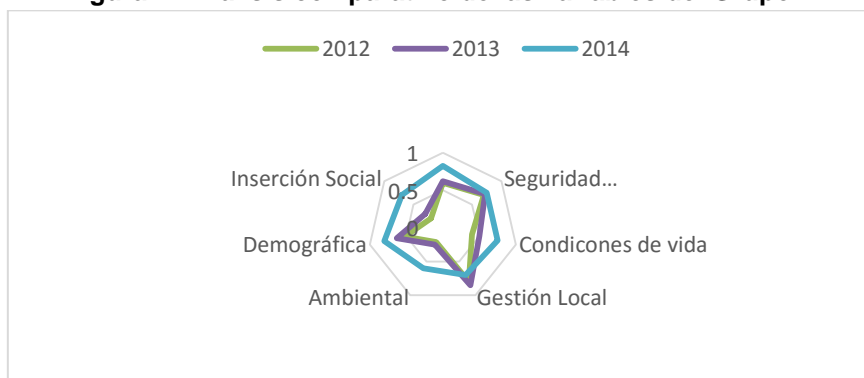 2012 2013 2014
1
Inserción Social 0.5 Seguridad...
0
Demográfica Condicones de vida
Ambiental Gestión Local